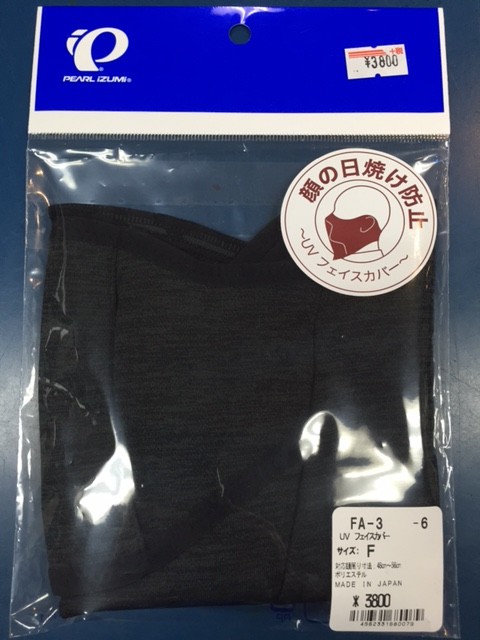 PEARL iZUMi®
+税
¥3800
顔の日焼け防止
〜UVフェイスカバー〜
FA-3 -6
UV フェイスカバー
サイズ: F
ポリエステル
MADE IN JAPAN
¥ 3800